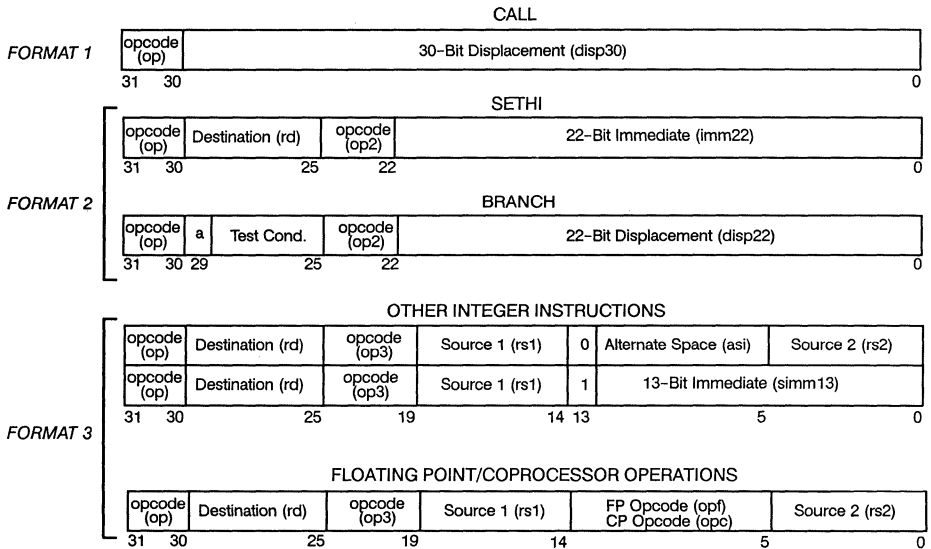 CALL
FORMAT 1
opcode (op) 30-Bit Displacement (disp30)
31 30 0
SETHI
opcode (op) Destination (rd) opcode (op2) 22-Bit Immediate (imm22)
31 30 25 22 0
FORMAT 2
BRANCH
opcode (op) a Test Cond. opcode (op2) 22-Bit Displacement (disp22)
31 30 29 25 22 0
OTHER INTEGER INSTRUCTIONS
opcode (op) Destination (rd) opcode (op3) Source 1 (rs1) 0 Alternate Space (asi) Source 2 (rs2)
opcode (op) Destination (rd) opcode (op3) Source 1 (rs1) 1 13-Bit Immediate (simm13)
31 30 25 19 14 13 5 0
FORMAT 3
FLOATING POINT/COPROCESSOR OPERATIONS
opcode (op) Destination (rd) opcode (op3) Source 1 (rs1) FP Opcode (opf) CP Opcode (opc) Source 2 (rs2)
31 30 25 19 14 5 0